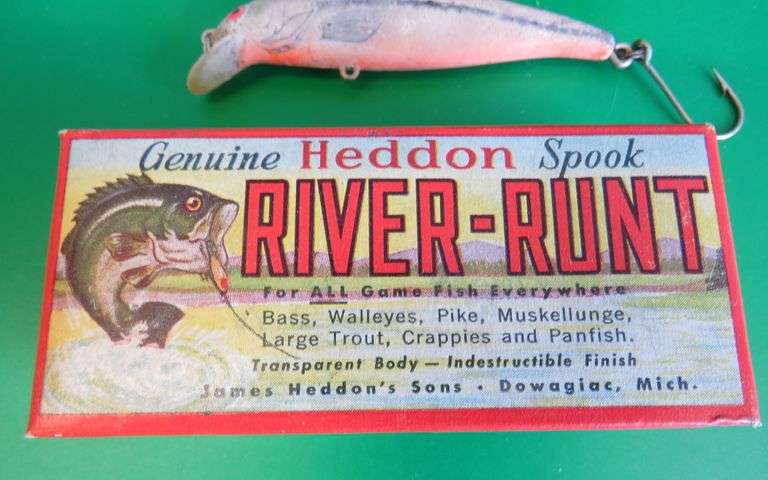 Genuine Heddon Spook
RIVER-RUNT
For ALL Game Fish Everywhere
Bass, Walleyes, Pike, Muskellunge,
Large Trout, Crappies and Panfish.
Transparent Body — Indestructible Finish
James Heddon's Sons • Dowagiac, Mich.